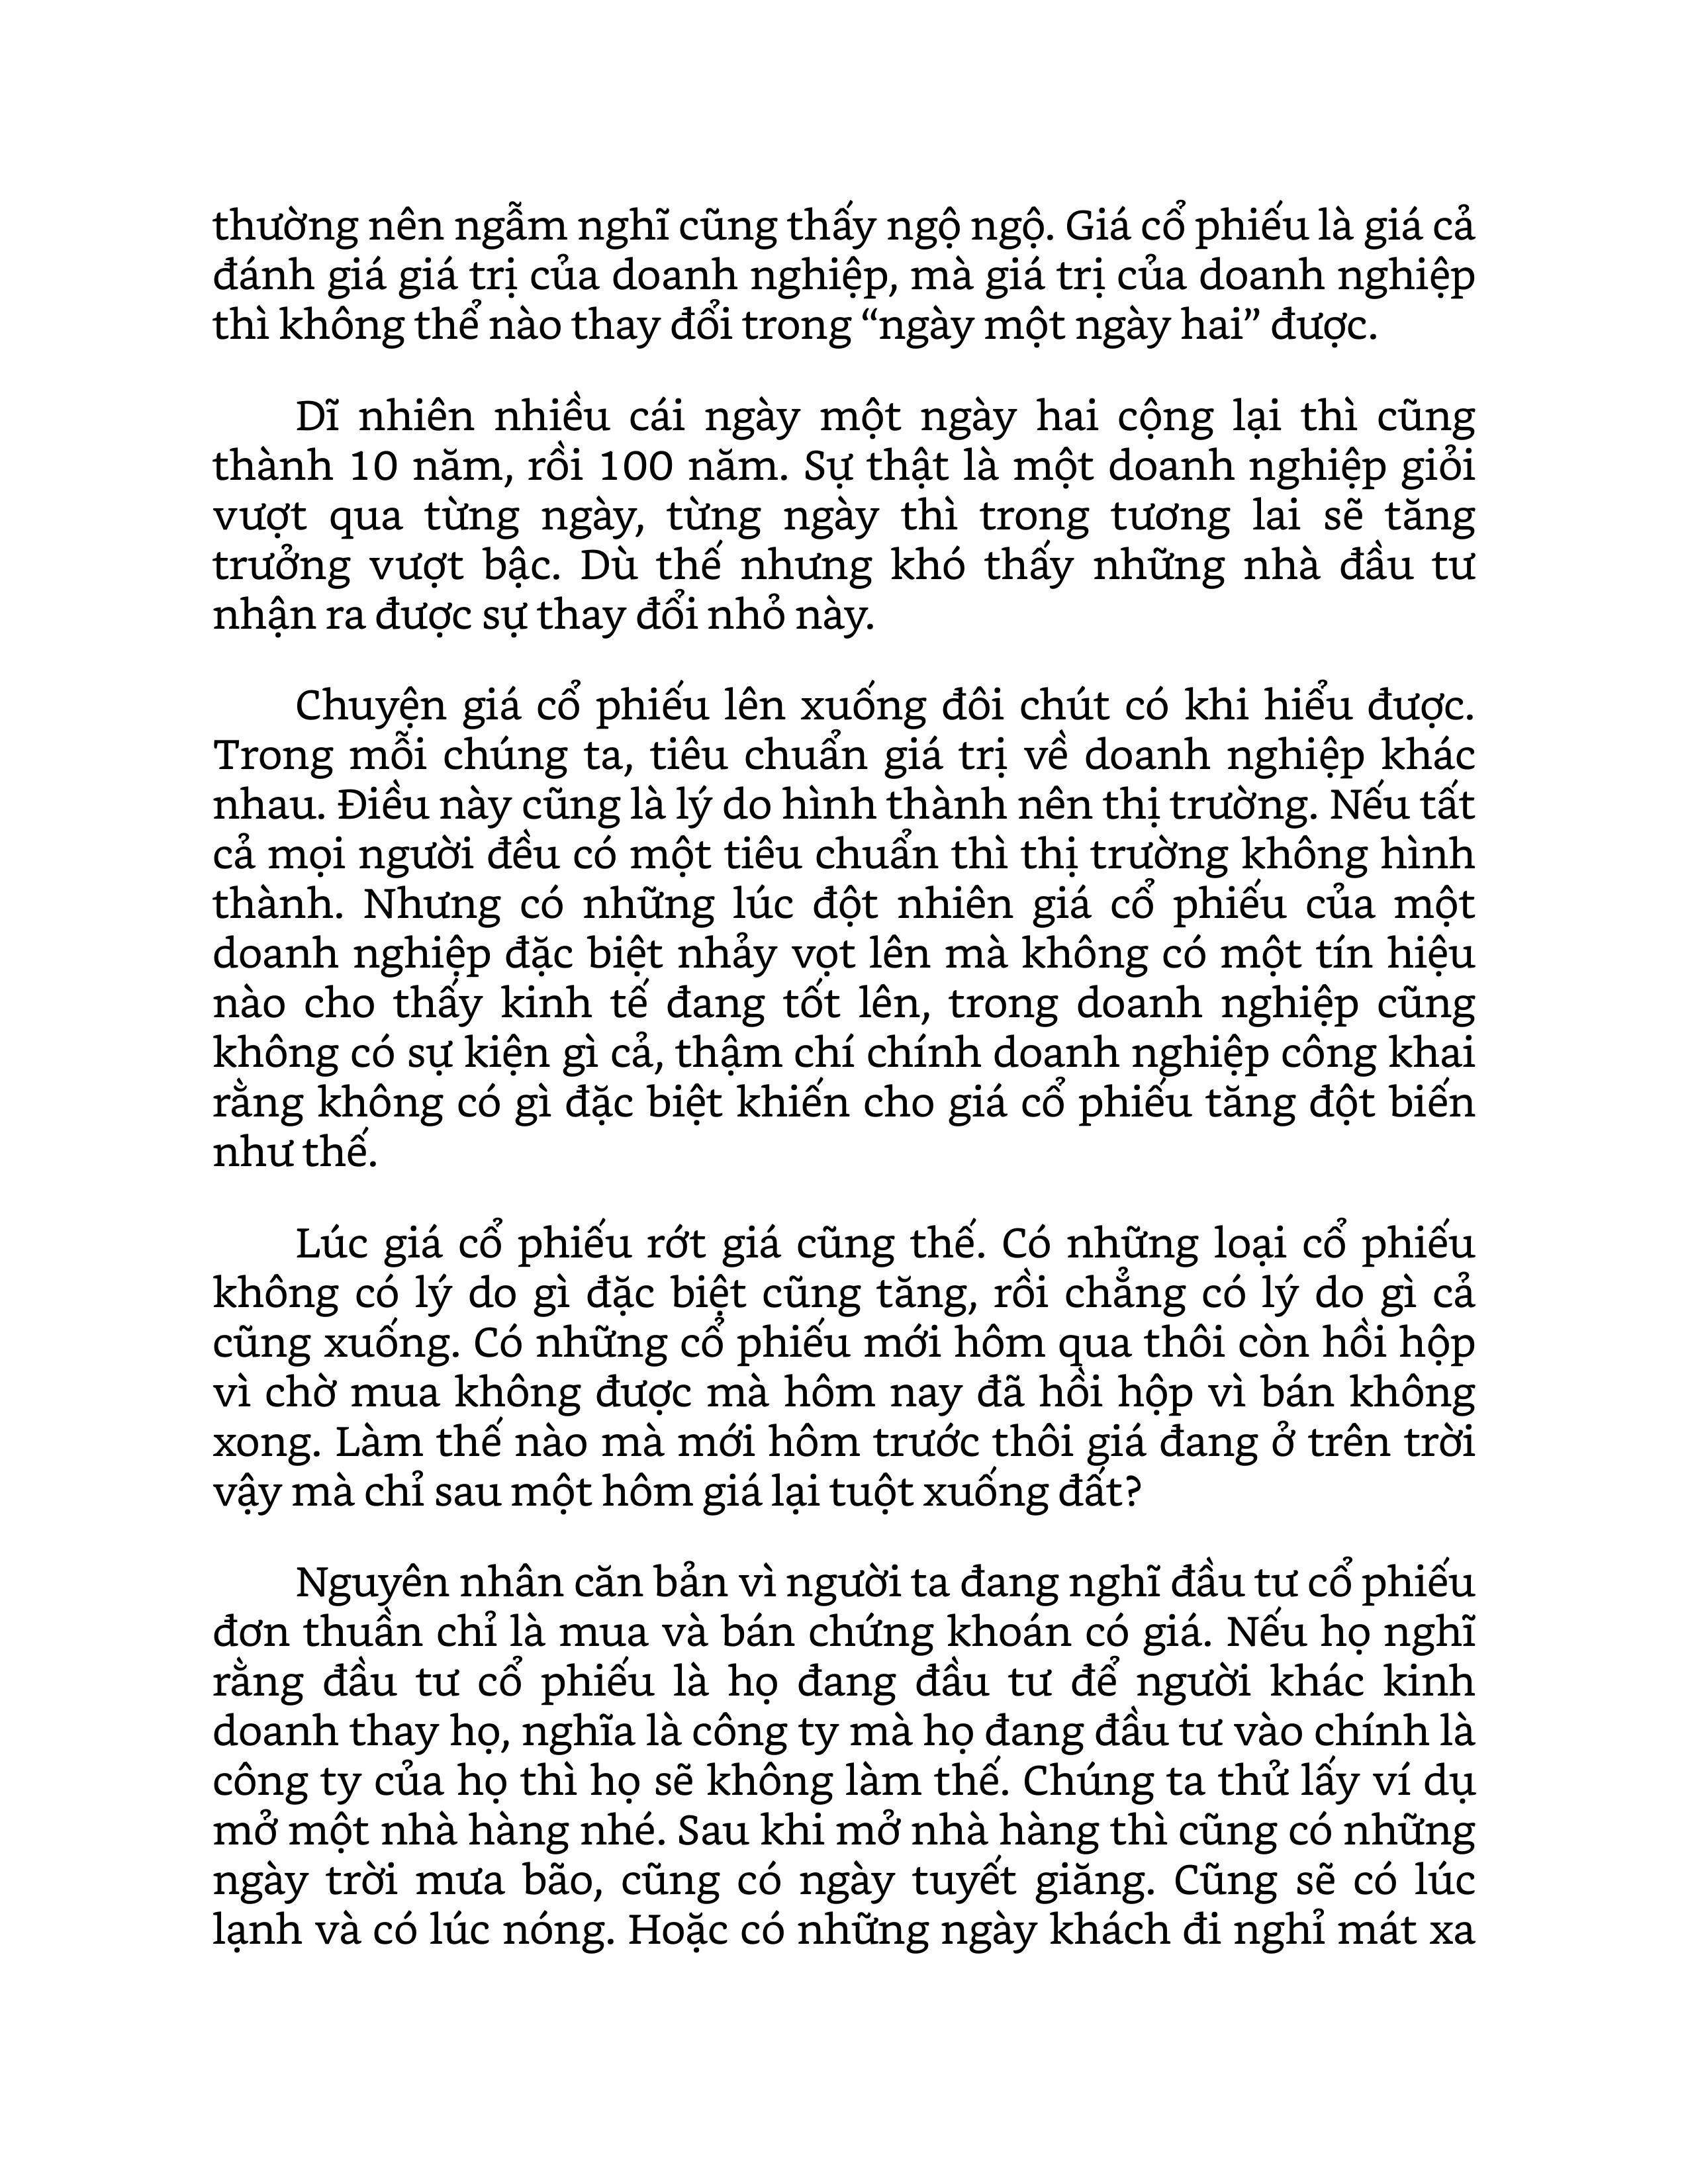 thường nên ngẫm nghĩ cũng thấy ngộ ngộ. Giá cổ phiếu là giá cả
đánh giá giá trị của doanh nghiệp, mà giá trị của doanh nghiệp
thì không thể nào thay đổi trong “ngày một ngày hai” được.
Dĩ nhiên nhiều cái ngày một ngày hai cộng lại thì cũng
thành 10 năm, rồi 100 năm. Sự thật là một doanh nghiệp giỏi
vượt qua từng ngày, từng ngày thì trong tương lai sẽ tăng
trưởng vượt bậc. Dù thế nhưng khó thấy những nhà đầu tư
nhận ra được sự thay đổi nhỏ này.
Chuyện giá cổ phiếu lên xuống đôi chút có khi hiểu được.
Trong mỗi chúng ta, tiêu chuẩn giá trị về doanh nghiệp khác
nhau. Điều này cũng là lý do hình thành nên thị trường. Nếu tất
cả mọi người đều có một tiêu chuẩn thì thị trường không hình
thành. Nhưng có những lúc đột nhiên giá cổ phiếu của một
doanh nghiệp đặc biệt nhảy vọt lên mà không có một tín hiệu
nào cho thấy kinh tế đang tốt lên, trong doanh nghiệp cũng
không có sự kiện gì cả, thậm chí chính doanh nghiệp công khai
rằng không có gì đặc biệt khiến cho giá cổ phiếu tăng đột biến
như thế.
Lúc giá cổ phiếu rớt giá cũng thế. Có những loại cổ phiếu
không có lý do gì đặc biệt cũng tăng, rồi chẳng có lý do gì cả
cũng xuống. Có những cổ phiếu mới hôm qua thôi còn hồi hộp
vì chờ mua không được mà hôm nay đã hồi hộp vì bán không
xong. Làm thế nào mà mới hôm trước thôi giá đang ở trên trời
vậy mà chỉ sau một hôm giá lại tuột xuống đất?
Nguyên nhân căn bản vì người ta đang nghĩ đầu tư cổ phiếu
đơn thuần chỉ là mua và bán chứng khoán có giá. Nếu họ nghĩ
rằng đầu tư cổ phiếu là họ đang đầu tư để người khác kinh
doanh thay họ, nghĩa là công ty mà họ đang đầu tư vào chính là
công ty của họ thì họ sẽ không làm thế. Chúng ta thử lấy ví dụ
mở một nhà hàng nhé. Sau khi mở nhà hàng thì cũng có những
ngày trời mưa bão, cũng có ngày tuyết giăng. Cũng sẽ có lúc
lạnh và có lúc nóng. Hoặc có những ngày khách đi nghỉ mát xa